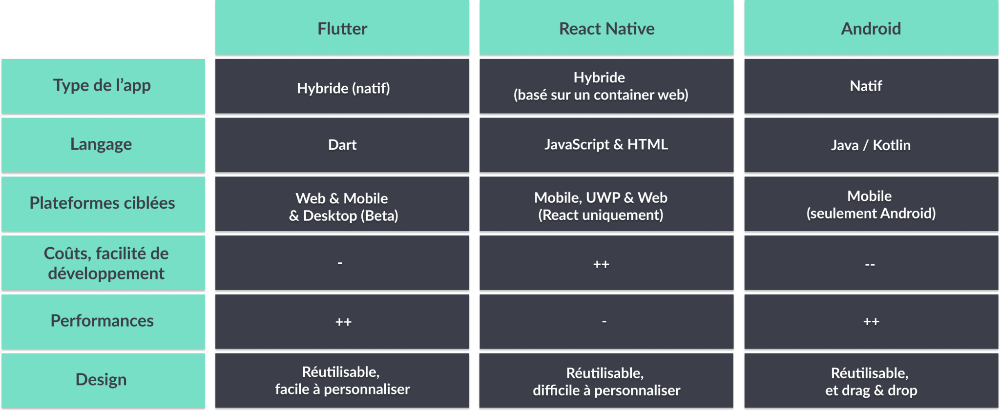 Flutter
React Native
Android
Type de l’app
Hybride (natif)
Hybride
(basé sur un container web)
Natif
Langage
Dart
JavaScript & HTML
Java / Kotlin
Plateformes ciblées
Web & Mobile
& Desktop (Beta)
Mobile, UWP & Web
(React uniquement)
Mobile
(seulement Android)
Coûts, facilité de
développement
-
++
--
Performances
++
-
++
Design
Réutilisable,
facile à personnaliser
Réutilisable,
difficile à personnaliser
Réutilisable,
et drag & drop